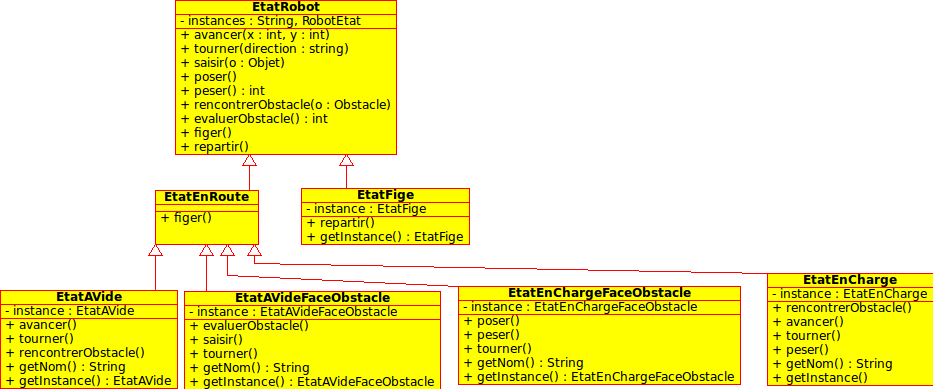 EtatRobot
- instances : String, RobotEtat
+ avancer(x : int, y : int)
+ tourner(direction : string)
+ saisir(o : Objet)
+ poser()
+ peser() : int
+ rencontrerObstacle(o : Obstacle)
+ evaluerObstacle() : int
+ figer()
+ repartir()
EtatEnRoute
+ figer()
EtatFige
- instance : EtatFige
+ repartir()
+ getInstance() : EtatFige
EtatAVide
- instance : EtatAVide
+ avancer()
+ tourner()
+ rencontrerObstacle()
+ getNom() : String
+ getInstance() : EtatAVide
EtatAVideFaceObstacle
- instance : EtatAVideFaceObstacle
+ evaluerObstacle()
+ saisir()
+ tourner()
+ getNom() : String
+ getInstance() : EtatAVideFaceObstacle
EtatEnChargeFaceObstacle
- instance : EtatEnChargeFaceObstacle
+ poser()
+ peser()
+ tourner()
+ getNom() : String
+ getInstance() : EtatEnChargeFaceObstacle
EtatEnCharge
- instance : EtatEnCharge
+ rencontrerObstacle()
+ avancer()
+ tourner()
+ peser()
+ getNom() : String
+ getInstance()